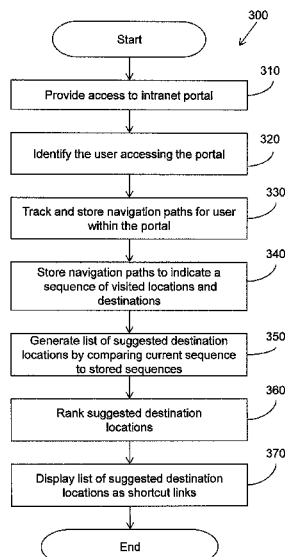 300
Start
310
Provide access to intranet portal
320
Identify the user accessing the portal
330
Track and store navigation paths for user
within the portal
340
Store navigation paths to indicate a
sequence of visited locations and
destinations
350
Generate list of suggested destination
locations by comparing current sequence
to stored sequences
360
Rank suggested destination
locations
370
Display list of suggested destination
locations as shortcut links
End